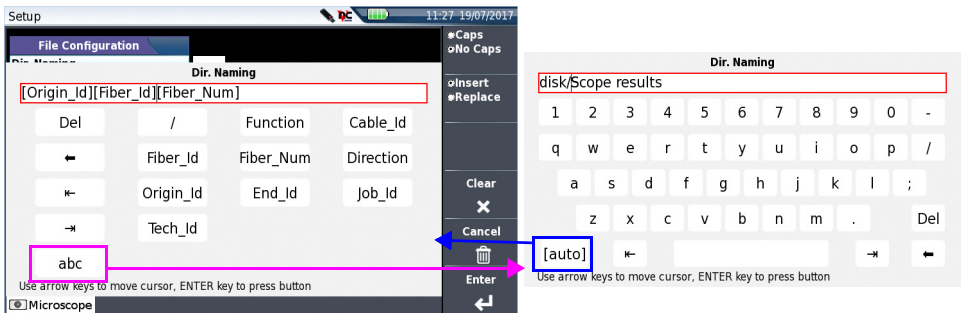 Setup
11:27 19/07/2017
File Configuration
Dir. Naming
[Origin_Id][Fiber_Id][Fiber_Num]
Del / Function Cable_Id
Fiber_Id Fiber_Num Direction
Origin_Id End_Id Job_Id
Tech_Id
abc
Use arrow keys to move cursor, ENTER key to press button
Microscope
Caps
No Caps
Insert
Replace
Clear
Cancel
Enter
Dir. Naming
disk/Scope results
1 2 3 4 5 6 7 8 9 0 -
q w e r t y u i o p /
a s d f g h j k l ;
z x c v b n m . Del
[auto]
Use arrow keys to move cursor, ENTER key to press button